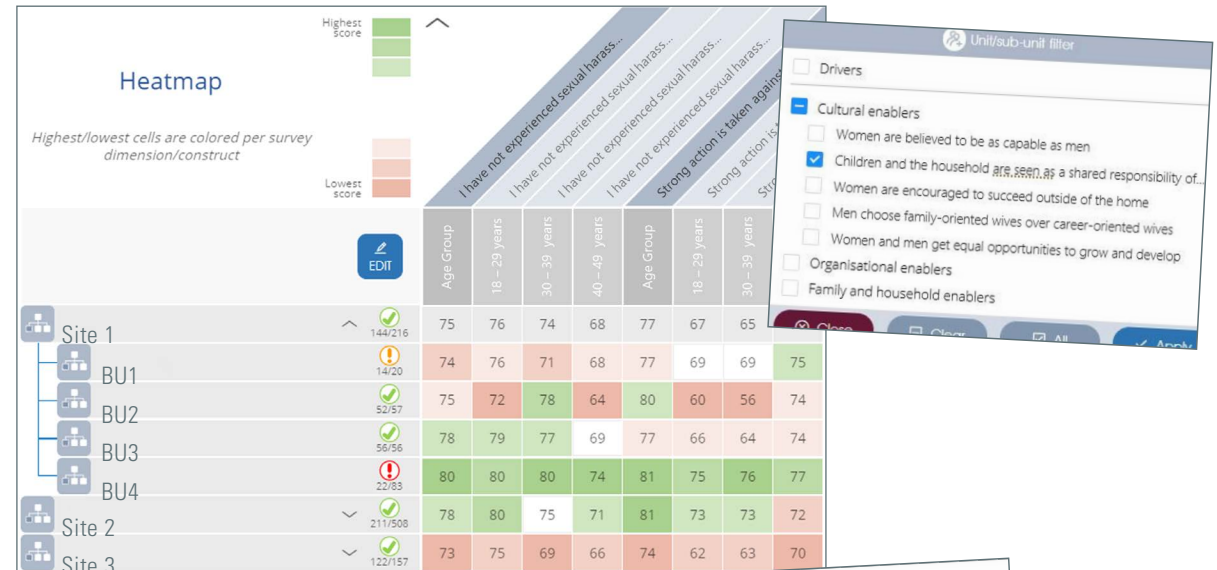 Highest
score
Heatmap
Highest/lowest cells are colored per survey
dimension/construct
Lowest
score
I have not experienced sexual harass...
I have not experienced sexual harass...
I have not experienced sexual harass...
I have not experienced sexual harass...
Strong action is taken against
Strong action is
EDIT
Age Group
18 – 29 years
30 – 39 years
40 – 49 years
Age Group
18 – 29 years
30 – 39 years
Site 1 144/216 75 76 74 68 77 67 65
BU1 14/20 74 76 71 68 77 69 69 75
BU2 52/57 75 72 78 64 80 60 56 74
BU3 56/56 78 79 77 69 77 66 64 74
BU4 22/83 80 80 80 74 81 75 76 77
Site 2 211/508 78 80 75 71 81 73 73 72
Site 3 122/157 73 75 69 66 74 62 63 70
Unit/sub-unit filter
Drivers
Cultural enablers
Women are believed to be as capable as men
Children and the household are seen as a shared responsibility of...
Women are encouraged to succeed outside of the home
Men choose family-oriented wives over career-oriented wives
Women and men get equal opportunities to grow and develop
Organisational enablers
Family and household enablers
Close Clear All Apply